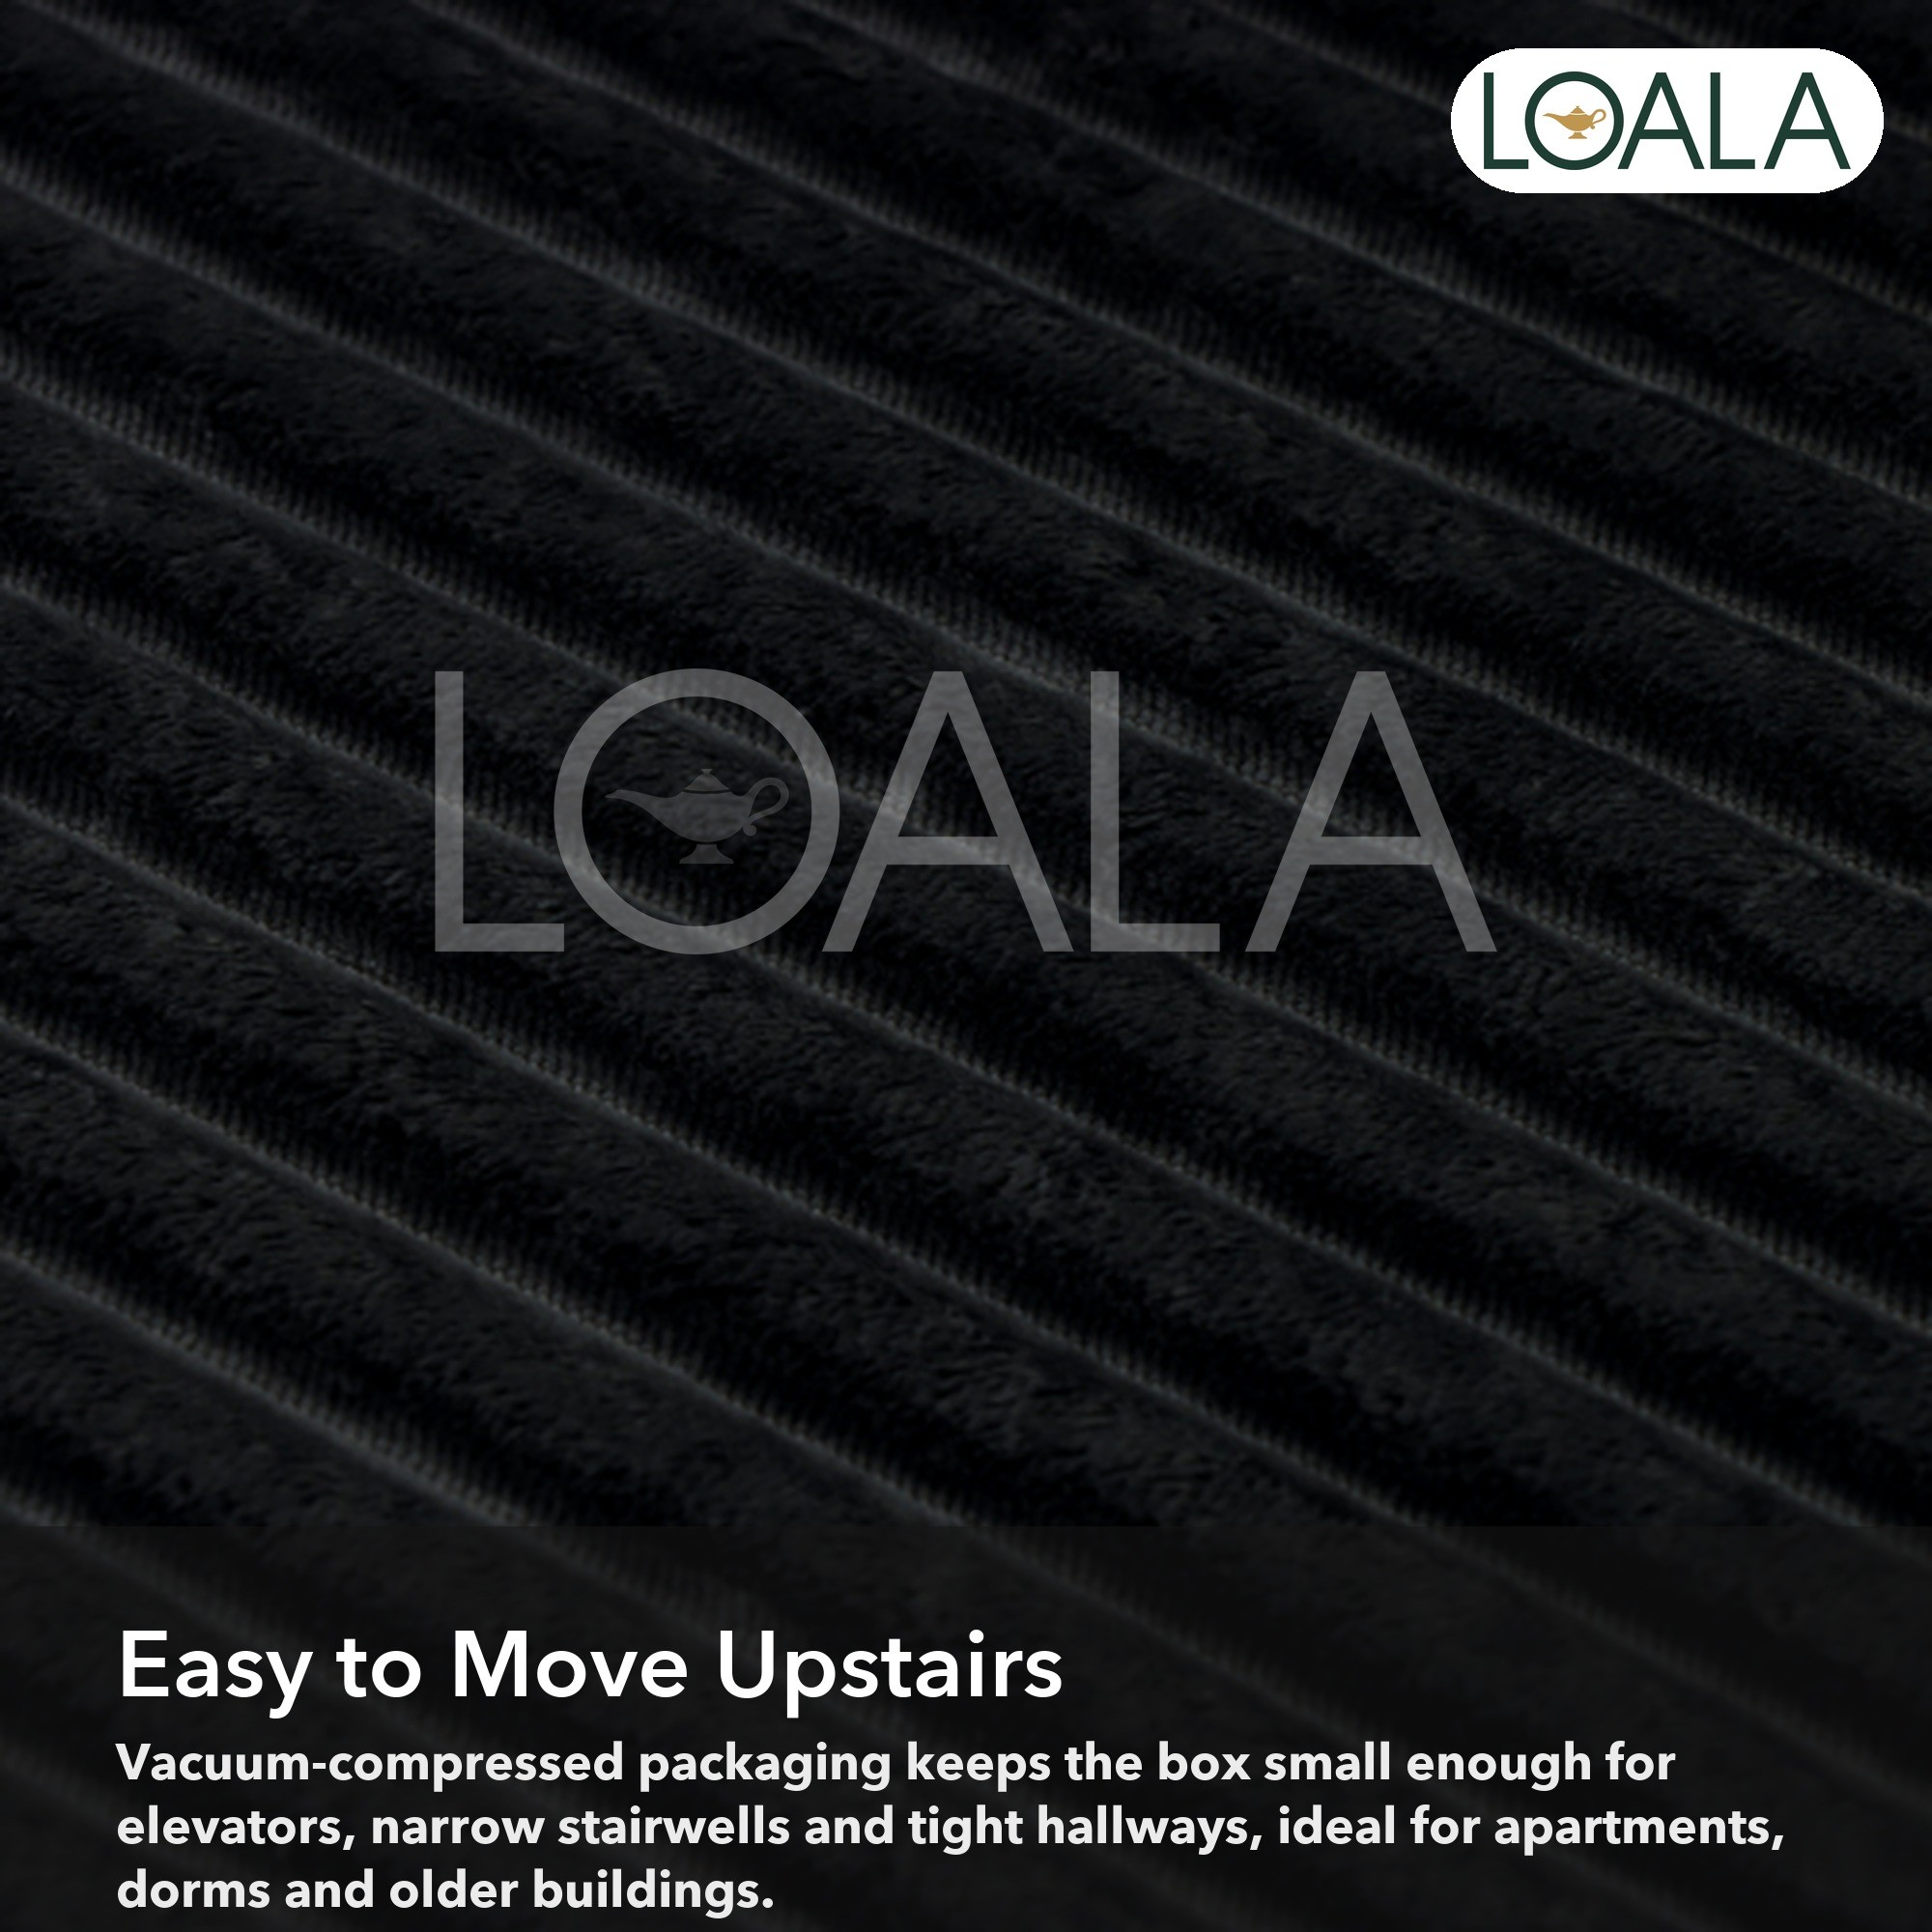 LOALA
LOALA
Easy to Move Upstairs
Vacuum-compressed packaging keeps the box small enough for
elevators, narrow stairwells and tight hallways, ideal for apartments,
dorms and older buildings.